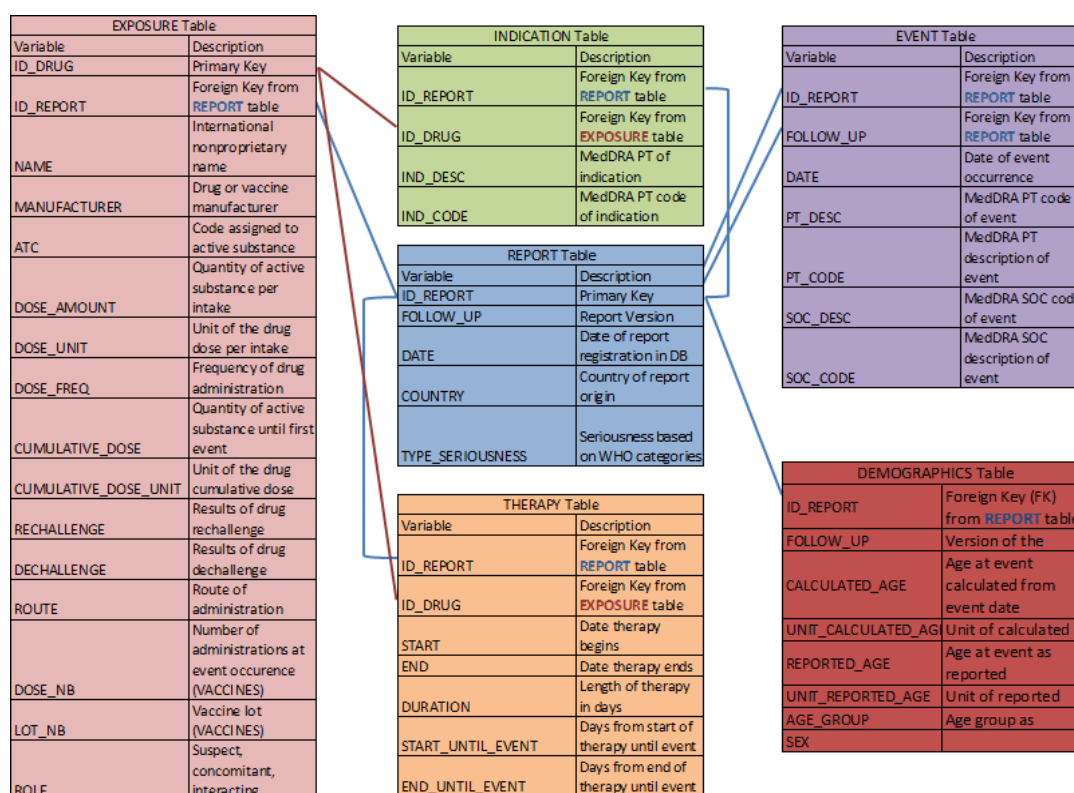 EXPOSURE Table
Variable Description
ID_DRUG Primary Key
ID_REPORT Foreign Key from
REPORT table
NAME International
nonproprietary
name
MANUFACTURER Drug or vaccine
manufacturer
ATC Code assigned to
active substance
DOSE_AMOUNT Quantity of active
substance per
intake
DOSE_UNIT Unit of the drug
dose per intake
DOSE_FREQ Frequency of drug
administration
CUMULATIVE_DOSE Quantity of active
substance until first
event
CUMULATIVE_DOSE_UNIT Unit of the drug
cumulative dose
RECHALLENGE Results of drug
rechallenge
DECHALLENGE Results of drug
dechallenge
ROUTE Route of
administration
DOSE_NB Number of
administrations at
event occurence
(VACCINES)
LOT_NB Vaccine lot
(VACCINES)
ROLE Suspect,
concomitant,
interacting
INDICATION Table
Variable Description
ID_REPORT Foreign Key from
REPORT table
ID_DRUG Foreign Key from
EXPOSURE table
IND_DESC MedDRA PT of
indication
IND_CODE MedDRA PT code
of indication
REPORT Table
Variable Description
ID_REPORT Primary Key
FOLLOW_UP Report Version
DATE Date of report
registration in DB
COUNTRY Country of report
origin
TYPE_SERIOUSNESS Seriousness based
on WHO categories
THERAPY Table
Variable Description
ID_REPORT Foreign Key from
REPORT table
ID_DRUG Foreign Key from
EXPOSURE table
START Date therapy
begins
END Date therapy ends
DURATION Length of therapy
in days
START_UNTIL_EVENT Days from start of
therapy until event
END_UNTIL_EVENT Days from end of
therapy until event
EVENT Table
Variable Description
ID_REPORT Foreign Key from
REPORT table
FOLLOW_UP Foreign Key from
REPORT table
DATE Date of event
occurrence
PT_DESC MedDRA PT code
of event
PT_CODE MedDRA PT
description of
event
SOC_DESC MedDRA SOC cod
of event
SOC_CODE MedDRA SOC
description of
event
DEMOGRAPHICS Table
ID_REPORT Foreign Key (FK)
from REPORT table
FOLLOW_UP Version of the
CALCULATED_AGE Age at event
calculated from
event date
UNIT_CALCULATED_AGE Unit of calculated
REPORTED_AGE Age at event as
reported
UNIT_REPORTED_AGE Unit of reported
AGE_GROUP Age group as
SEX